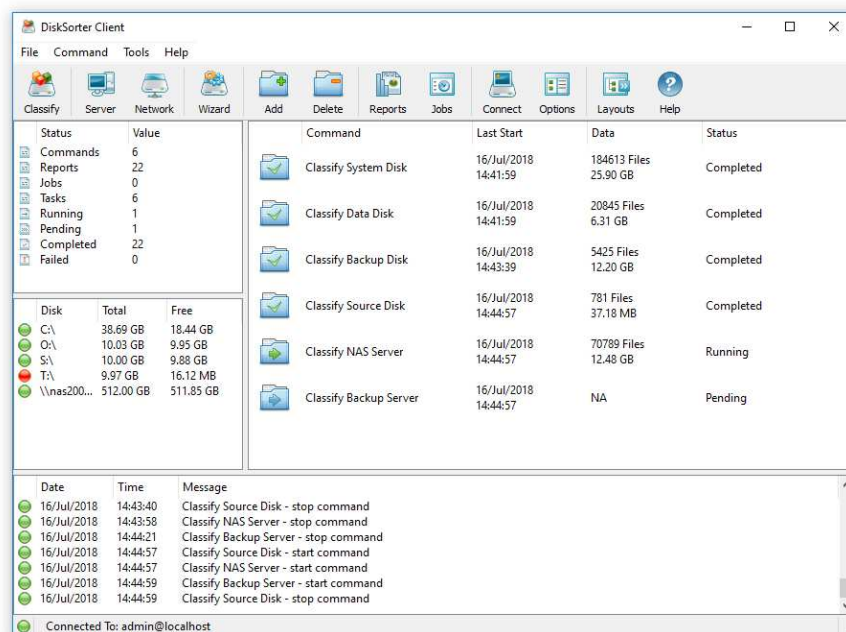 DiskSorter Client
File Command Tools Help
Classify Server Network Wizard Add Delete Reports Jobs Connect Options Layouts Help
Status Value
Commands 6
Reports 22
Jobs 0
Tasks 6
Running 1
Pending 1
Completed 22
Failed 0
Disk Total Free
C:\ 38.69 GB 18.44 GB
O:\ 10.03 GB 9.95 GB
S:\ 10.00 GB 9.88 GB
T:\ 9.97 GB 16.12 MB
\\nas200... 512.00 GB 511.85 GB
Command Last Start Data Status
Classify System Disk 16/Jul/2018 14:41:59 184613 Files 25.90 GB Completed
Classify Data Disk 16/Jul/2018 14:41:59 20845 Files 6.31 GB Completed
Classify Backup Disk 16/Jul/2018 14:43:39 5425 Files 12.20 GB Completed
Classify Source Disk 16/Jul/2018 14:44:57 781 Files 37.18 MB Completed
Classify NAS Server 16/Jul/2018 14:44:57 70789 Files 12.48 GB Running
Classify Backup Server 16/Jul/2018 14:44:57 NA Pending
Date Time Message
16/Jul/2018 14:43:40 Classify Source Disk - stop command
16/Jul/2018 14:43:58 Classify NAS Server - stop command
16/Jul/2018 14:44:21 Classify Backup Server - stop command
16/Jul/2018 14:44:57 Classify Source Disk - start command
16/Jul/2018 14:44:57 Classify NAS Server - start command
16/Jul/2018 14:44:59 Classify Backup Server - start command
16/Jul/2018 14:44:59 Classify Source Disk - stop command
Connected To: admin@localhost